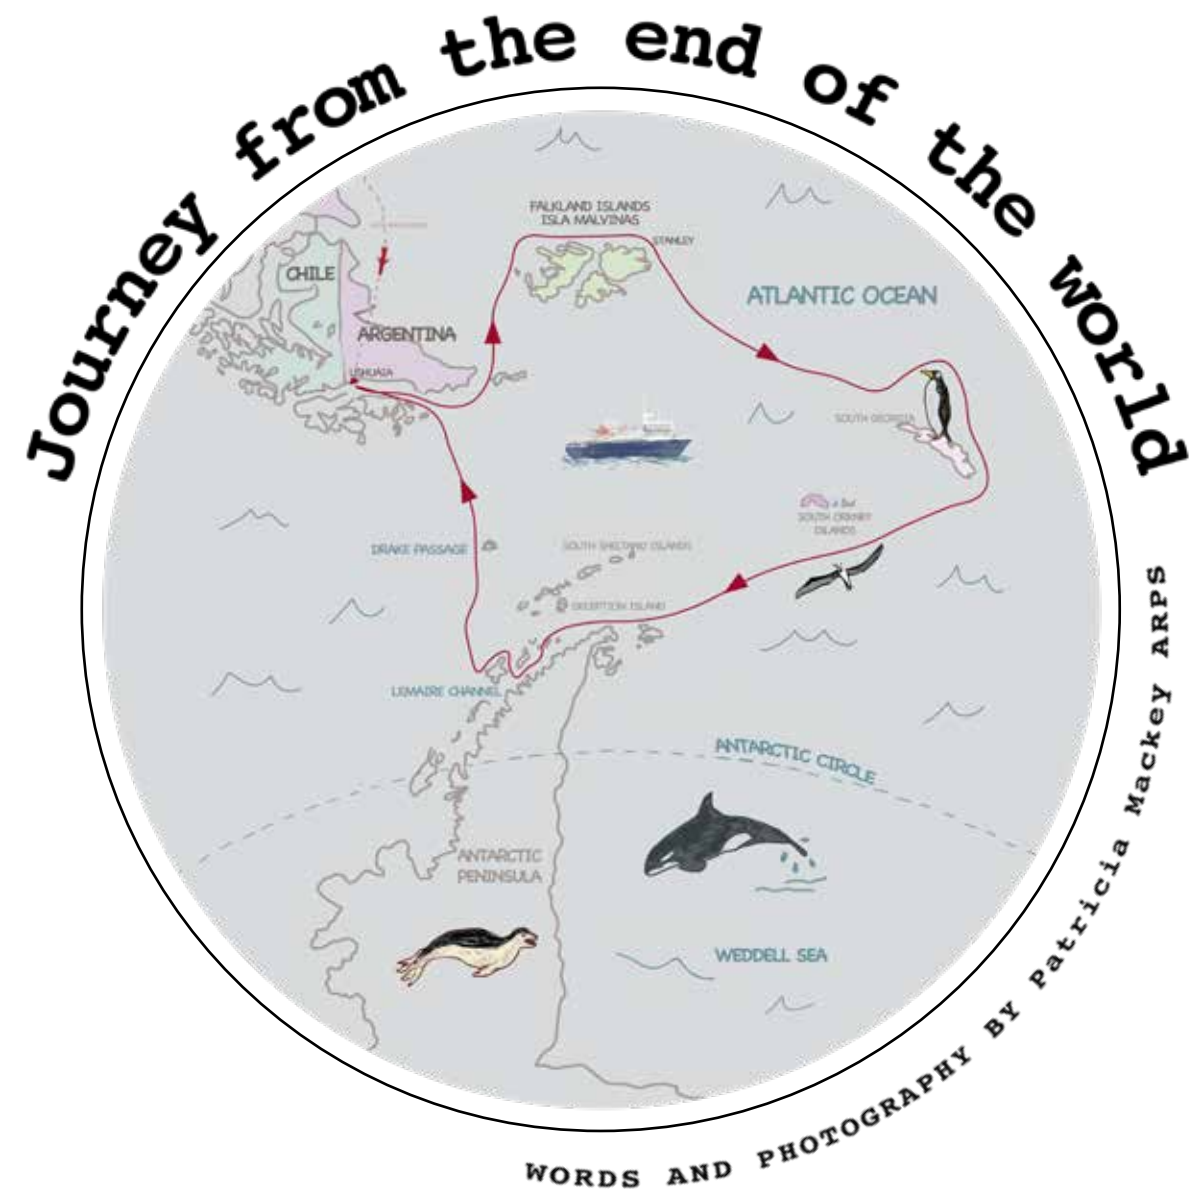 Journey from the end of the world
FALKLAND ISLANDS
ISLA MALVINAS
STANLEY
CHILE
ATLANTIC OCEAN
ARGENTINA
USHUAIA
SOUTH GEORGIA
SOUTH ORKNEY
ISLANDS
DRAKE PASSAGE
SOUTH SHETLAND ISLANDS
DECEPTION ISLAND
LEMAIRE CHANNEL
ANTARCTIC CIRCLE
ANTARCTIC
PENINSULA
WEDDELL SEA
WORDS AND PHOTOGRAPHY BY Patricia Mackey ARPS